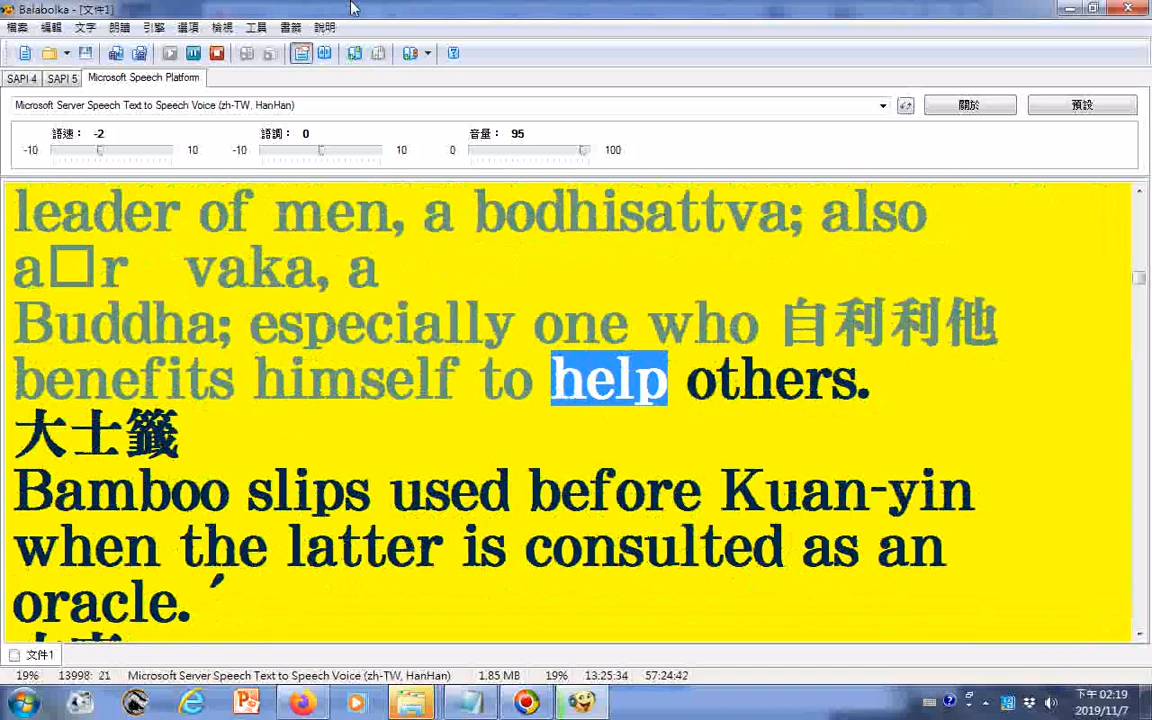 Balabolka - [文件1]
檔案 編輯 文字 朗讀 引擎 選項 檢視 工具 書籤 說明
SAPI 4 SAPI 5 Microsoft Speech Platform
Microsoft Server Speech Text to Speech Voice (zh-TW, HanHan) 關於 預設
語速： -2 語調： 0 音量： 95
-10 10 -10 10 0 100
leader of men, a bodhisattva; also
a□r vaka, a
Buddha; especially one who 自利利他
benefits himself to help others.
大士籤
Bamboo slips used before Kuan-yin
when the latter is consulted as an
oracle. ´
文件1
19% 13998: 21 Microsoft Server Speech Text to Speech Voice (zh-TW, HanHan) 1.85 MB 19% 13:25:34 57:24:42
下午 02:19
2019/11/7